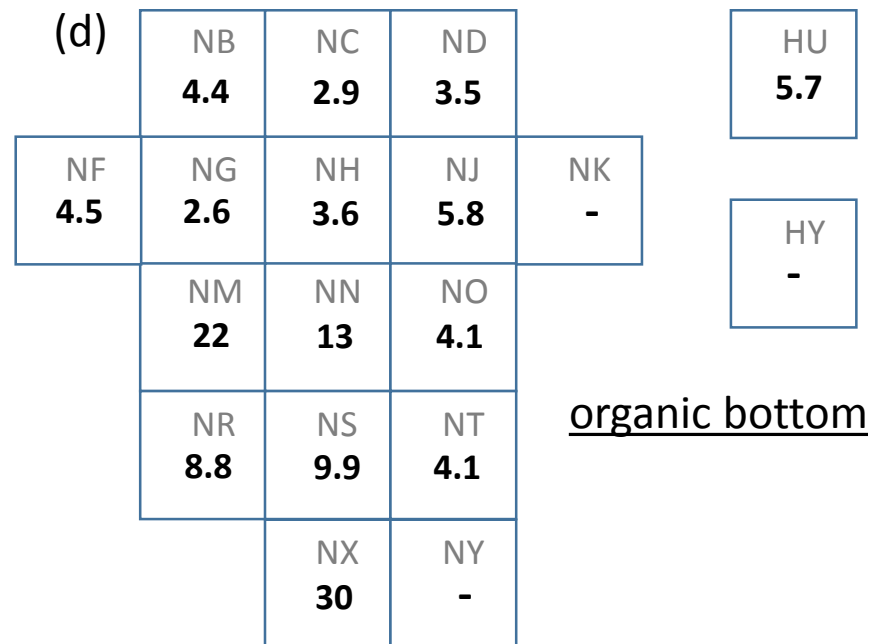 (d)
NB NC ND HU
4.4 2.9 3.5 5.7
NF NG NH NJ NK
4.5 2.6 3.6 5.8 -
HY
-
NM NN NO
22 13 4.1
organic bottom
NR NS NT
8.8 9.9 4.1
NX NY
30 -